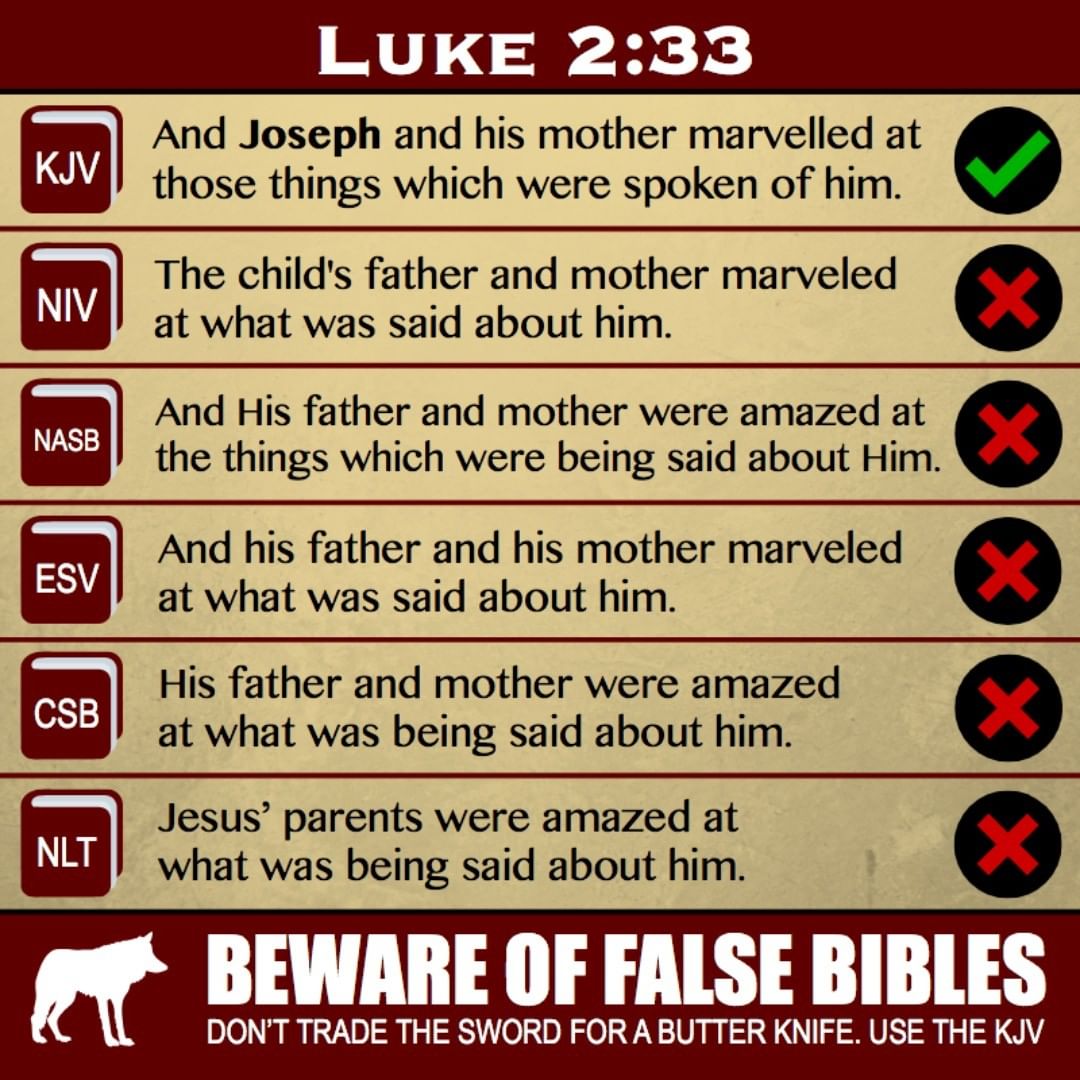 LUKE 2:33
KJV
And Joseph and his mother marvelled at
those things which were spoken of him.
NIV
The child's father and mother marveled
at what was said about him.
NASB
And His father and mother were amazed at
the things which were being said about Him.
ESV
And his father and his mother marveled
at what was said about him.
CSB
His father and mother were amazed
at what was being said about him.
NLT
Jesus’ parents were amazed at
what was being said about him.
BEWARE OF FALSE BIBLES
DON’T TRADE THE SWORD FOR A BUTTER KNIFE. USE THE KJV